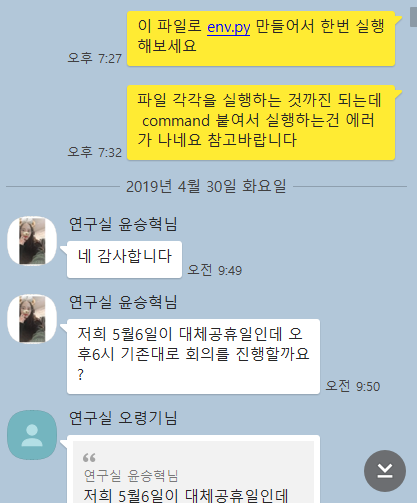 이 파일로 env.py 만들어서 한번 실행
해보세요
오후 7:27
파일 각각을 실행하는 것까진 되는데
command 붙여서 실행하는건 에러
가 나네요 참고바랍니다
오후 7:32
2019년 4월 30일 화요일
연구실 윤승혁님
네 감사합니다
오전 9:49
연구실 윤승혁님
저희 5월6일이 대체공휴일인데 오
후6시 기존대로 회의를 진행할까요
?
오전 9:50
연구실 오령기님
“
연구실 윤승혁님
저희 5월6일이 대체공휴일인데